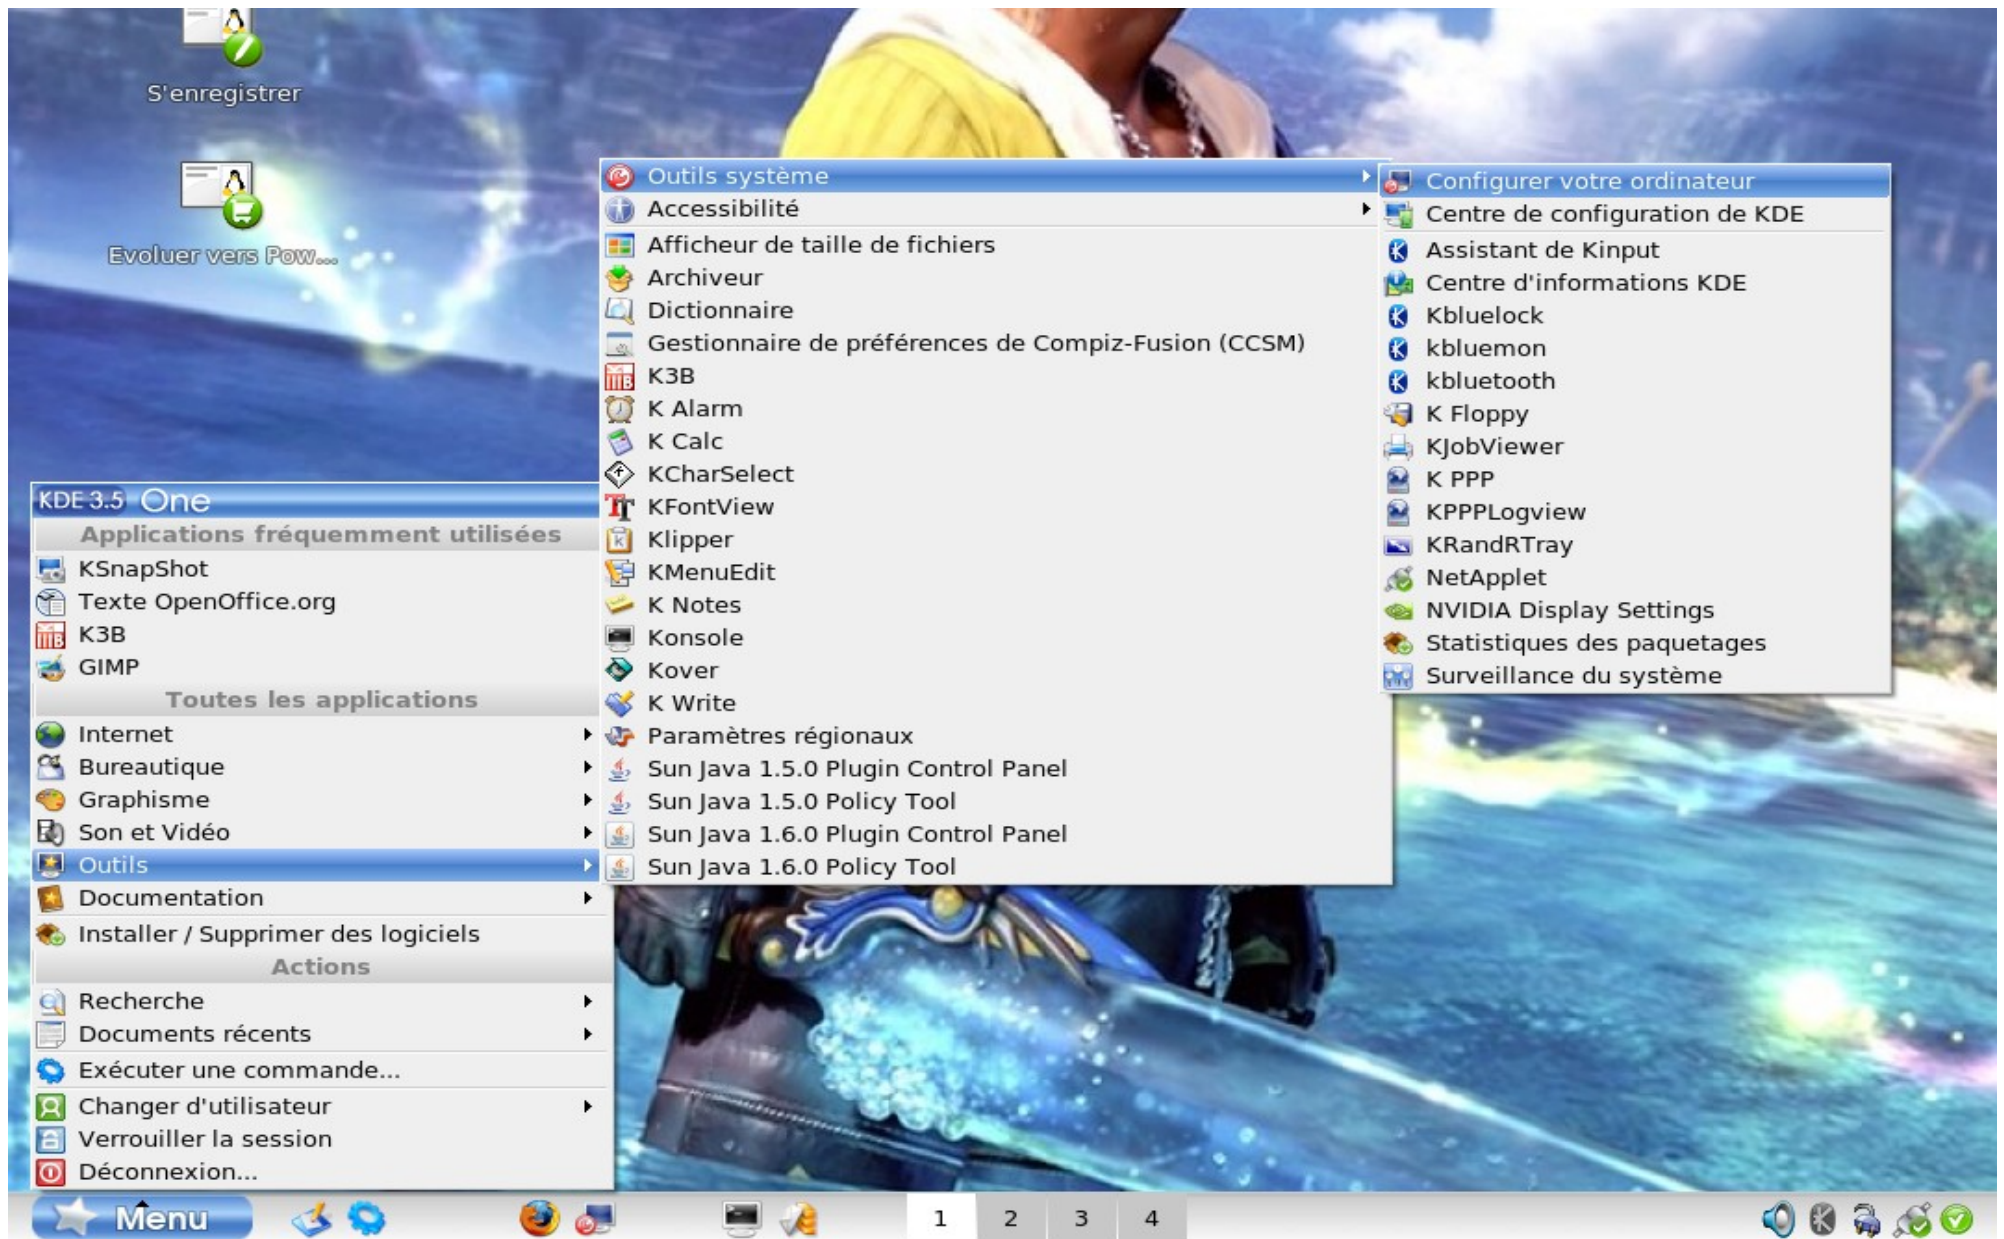 S'enregistrer
Evoluer vers Pow...
KDE 3.5 One
Applications fréquemment utilisées
KSnapShot
Texte OpenOffice.org
K3B
GIMP
Toutes les applications
Internet
Bureautique
Graphisme
Son et Vidéo
Outils
Documentation
Installer / Supprimer des logiciels
Actions
Recherche
Documents récents
Exécuter une commande...
Changer d'utilisateur
Verrouiller la session
Déconnexion...
Outils système
Accessibilité
Afficheur de taille de fichiers
Archiveur
Dictionnaire
Gestionnaire de préférences de Compiz-Fusion (CCSM)
K3B
K Alarm
K Calc
KCharSelect
KFontView
Klipper
KMenuEdit
K Notes
Konsole
Kover
K Write
Paramètres régionaux
Sun Java 1.5.0 Plugin Control Panel
Sun Java 1.5.0 Policy Tool
Sun Java 1.6.0 Plugin Control Panel
Sun Java 1.6.0 Policy Tool
Configurer votre ordinateur
Centre de configuration de KDE
Assistant de Kinput
Centre d'informations KDE
Kbluelock
kbluemon
kbluetooth
K Floppy
KJobViewer
K PPP
KPPPLogview
KRandRTray
NetApplet
NVIDIA Display Settings
Statistiques des paquetages
Surveillance du système
Menu
1 2 3 4